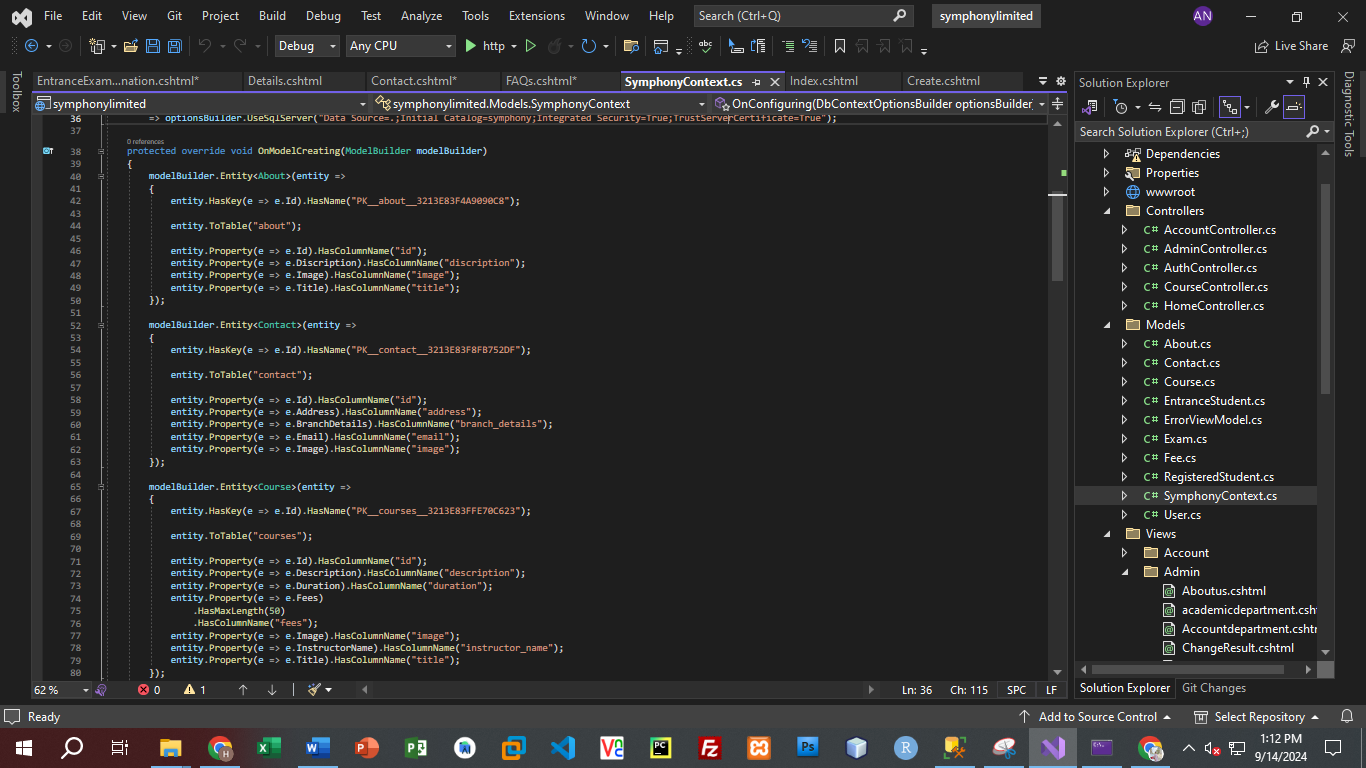 File Edit View Git Project Build Debug Test Analyze Tools Extensions Window Help Search (Ctrl+Q) symphonylimited AN
Debug Any CPU http Live Share
EntranceExam....nation.cshtml* Details.cshtml Contact.cshtml* FAQs.cshtml* SymphonyContext.cs Index.cshtml Create.cshtml
symphonylimited symphonylimited.Models.SymphonyContext OnConfiguring(DbContextOptionsBuilder optionsBuilder)
Toolbox
36 => optionsBuilder.UseSqlServer("Data Source=.;Initial Catalog=symphony;Integrated Security=True;TrustServerCertificate=True");
37
0 references
38 protected override void OnModelCreating(ModelBuilder modelBuilder)
39 {
40 modelBuilder.Entity<About>(entity =>
41 {
42 entity.HasKey(e => e.Id).HasName("PK__about__3213E83F4A9090C8");
43
44 entity.ToTable("about");
45
46 entity.Property(e => e.Id).HasColumnName("id");
47 entity.Property(e => e.Discription).HasColumnName("discription");
48 entity.Property(e => e.Image).HasColumnName("image");
49 entity.Property(e => e.Title).HasColumnName("title");
50 });
51
52 modelBuilder.Entity<Contact>(entity =>
53 {
54 entity.HasKey(e => e.Id).HasName("PK__contact__3213E83F8FB752DF");
55
56 entity.ToTable("contact");
57
58 entity.Property(e => e.Id).HasColumnName("id");
59 entity.Property(e => e.Address).HasColumnName("address");
60 entity.Property(e => e.BranchDetails).HasColumnName("branch_details");
61 entity.Property(e => e.Email).HasColumnName("email");
62 entity.Property(e => e.Image).HasColumnName("image");
63 });
64
65 modelBuilder.Entity<Course>(entity =>
66 {
67 entity.HasKey(e => e.Id).HasName("PK__courses__3213E83FFE70C623");
68
69 entity.ToTable("courses");
70
71 entity.Property(e => e.Id).HasColumnName("id");
72 entity.Property(e => e.Description).HasColumnName("description");
73 entity.Property(e => e.Duration).HasColumnName("duration");
74 entity.Property(e => e.Fees)
75 .HasMaxLength(50)
76 .HasColumnName("fees");
77 entity.Property(e => e.Image).HasColumnName("image");
78 entity.Property(e => e.InstructorName).HasColumnName("instructor_name");
79 entity.Property(e => e.Title).HasColumnName("title");
80 });
62 % 0 1 Ln: 36 Ch: 115 SPC LF
Solution Explorer
Search Solution Explorer (Ctrl+;)
Dependencies
Properties
wwwroot
Controllers
C# AccountController.cs
C# AdminController.cs
C# AuthController.cs
C# CourseController.cs
C# HomeController.cs
Models
C# About.cs
C# Contact.cs
C# Course.cs
C# EntranceStudent.cs
C# ErrorViewModel.cs
C# Exam.cs
C# Fee.cs
C# RegisteredStudent.cs
C# SymphonyContext.cs
C# User.cs
Views
Account
Admin
Aboutus.cshtml
academicdepartment.csht
Accountdepartment.cshtr
ChangeResult.cshtml
Solution Explorer Git Changes
Diagnostic Tools
Ready Add to Source Control Select Repository
1:12 PM
9/14/2024